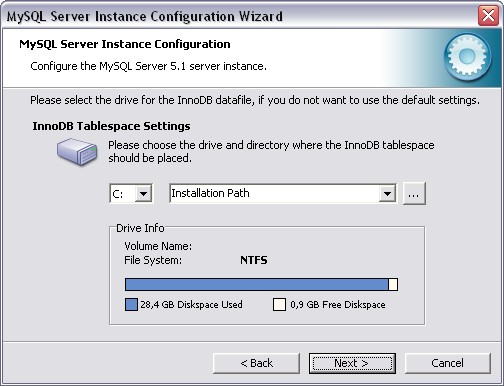 MySQL Server Instance Configuration Wizard
MySQL Server Instance Configuration
Configure the MySQL Server 5.1 server instance.
Please select the drive for the InnoDB datafile, if you do not want to use the default settings.
InnoDB Tablespace Settings
Please choose the drive and directory where the InnoDB tablespace
should be placed.
C: Installation Path ...
Drive Info
Volume Name:
File System: NTFS
28,4 GB Diskspace Used 0,9 GB Free Diskspace
< Back Next > Cancel